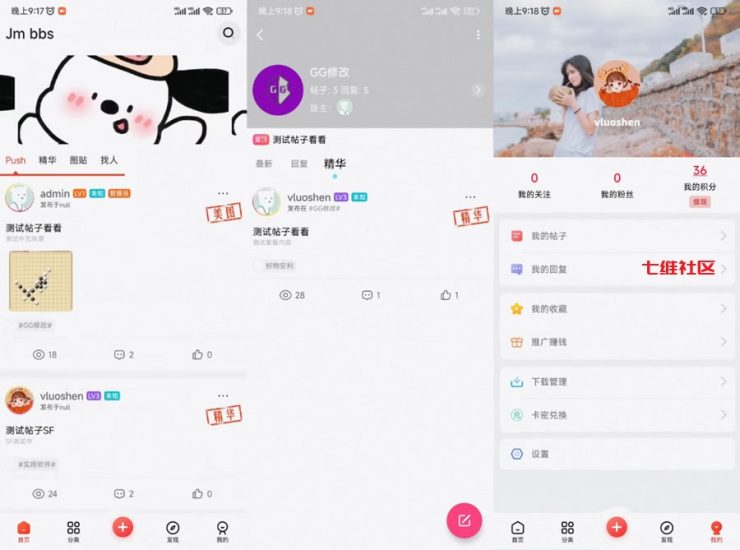 晚上9:17
Jm bbs
Push 精华 图贴 找人
admin LV1 未知 管理员
发布于null
美图
测试帖子看看
测试中无所谓
#GG修改#
18 2 0
vluoshen LV3 未知
发布于null
精华
测试帖子SF
SF测试中
#实用软件#
24 2 0
首页 分类 发现 我的
晚上9:18
GG修改
帖子: 3 回复: 3
版主:
置顶 测试帖子看看
最新 回复 精华
vluoshen LV3 未知
发布在 #GG修改#
精华
测试帖子看看
测试看看内容
好物安利
28 1 1
晚上9:18
vluoshen
0 0 36
我的关注 我的粉丝 我的积分
提现
我的帖子
我的回复
七维社区
我的收藏
推广赚钱
下载管理
卡密兑换
设置
首页 分类 发现 我的